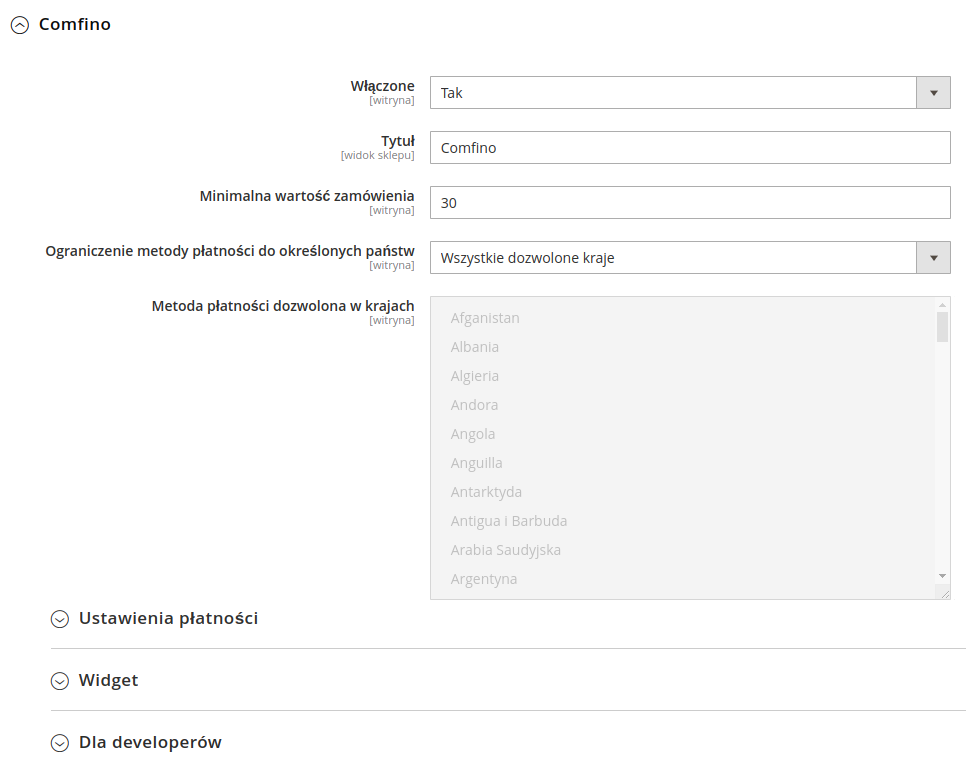 Comfino
Włączone
[witryna]
Tak
Tytuł
[widok sklepu]
Comfino
Minimalna wartość zamówienia
[witryna]
30
Ograniczenie metody płatności do określonych państw
[witryna]
Wszystkie dozwolone kraje
Metoda płatności dozwolona w krajach
[witryna]
Afganistan
Albania
Algieria
Andora
Angola
Anguilla
Antarktyda
Antigua i Barbuda
Arabia Saudyjska
Argentyna
Ustawienia płatności
Widget
Dla developerów